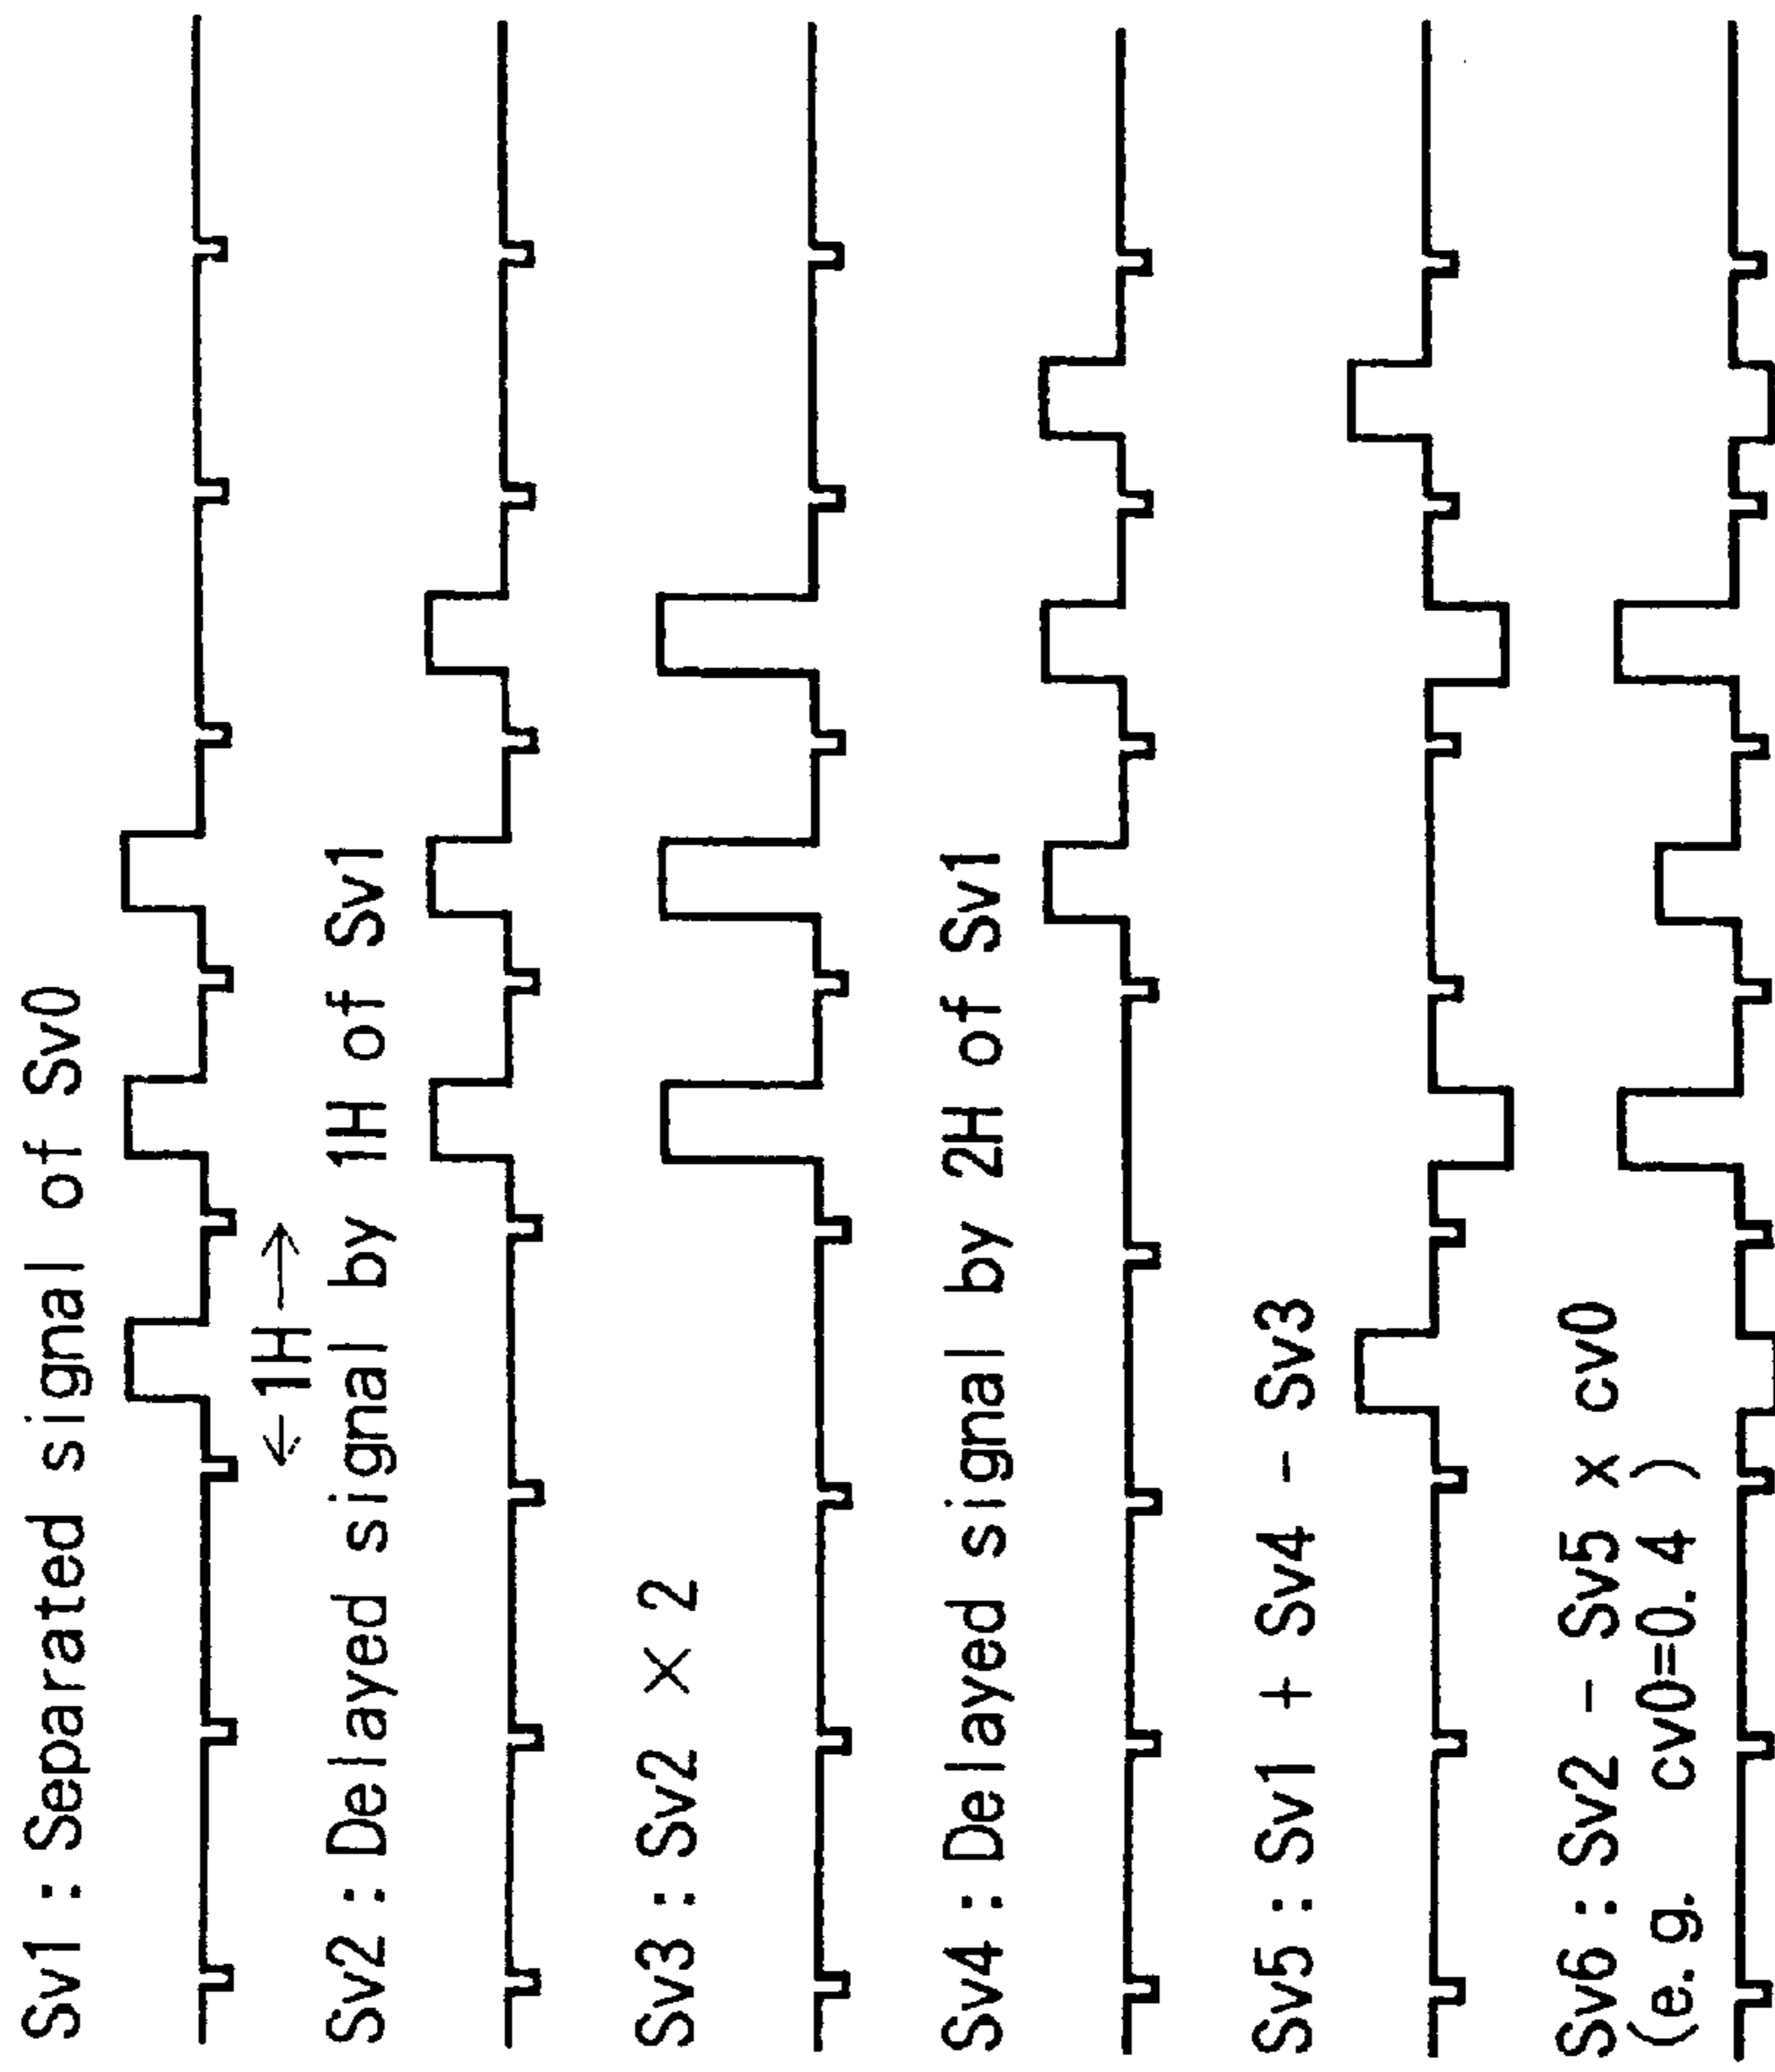 Sv1 : Separated signal of Sv0
←1H→
Sv2 : Delayed signal by 1H of Sv1
Sv3 : Sv2 × 2
Sv4 : Delayed signal by 2H of Sv1
Sv5 : Sv1 + Sv4 - Sv3
Sv6 : Sv2 - Sv5 x cv0
(e.g. cv0=0.4 )